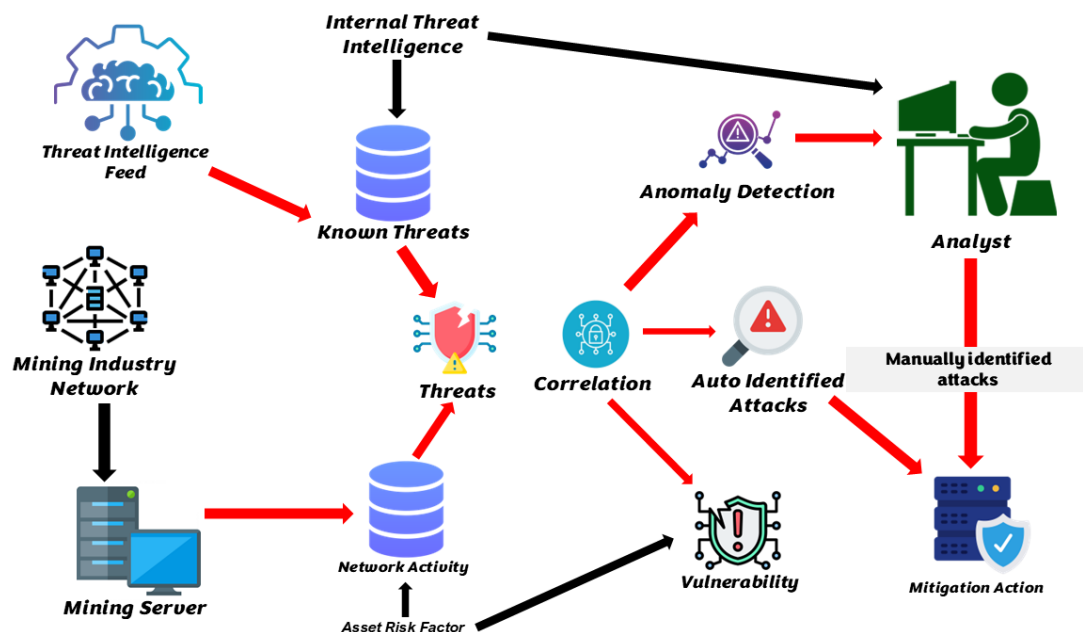 Internal Threat
Intelligence
Threat Intelligence
Feed
Known Threats
Anomaly Detection
Analyst
Mining Industry
Network
Threats
Correlation
Auto Identified
Attacks
Manually identified
attacks
Mining Server
Network Activity
Vulnerability
Mitigation Action
Asset Risk Factor